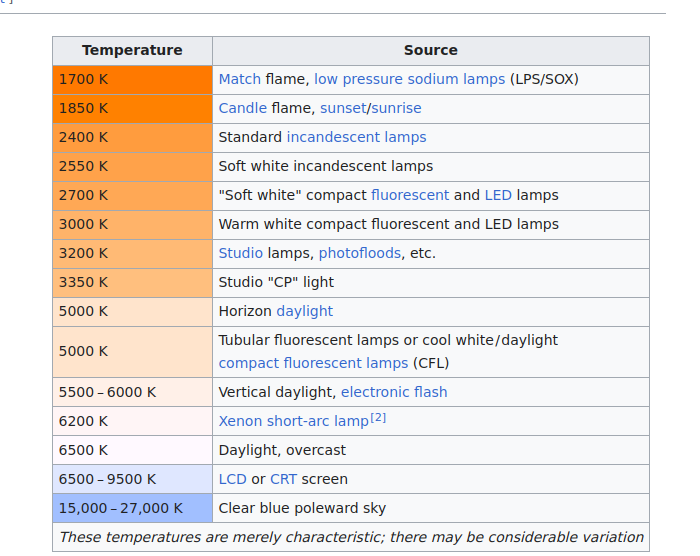 Temperature Source
1700 K Match flame, low pressure sodium lamps (LPS/SOX)
1850 K Candle flame, sunset/sunrise
2400 K Standard incandescent lamps
2550 K Soft white incandescent lamps
2700 K "Soft white" compact fluorescent and LED lamps
3000 K Warm white compact fluorescent and LED lamps
3200 K Studio lamps, photofloods, etc.
3350 K Studio "CP" light
5000 K Horizon daylight
5000 K Tubular fluorescent lamps or cool white/daylight
compact fluorescent lamps (CFL)
5500 – 6000 K Vertical daylight, electronic flash
6200 K Xenon short-arc lamp[2]
6500 K Daylight, overcast
6500 – 9500 K LCD or CRT screen
15,000 – 27,000 K Clear blue poleward sky
These temperatures are merely characteristic; there may be considerable variation